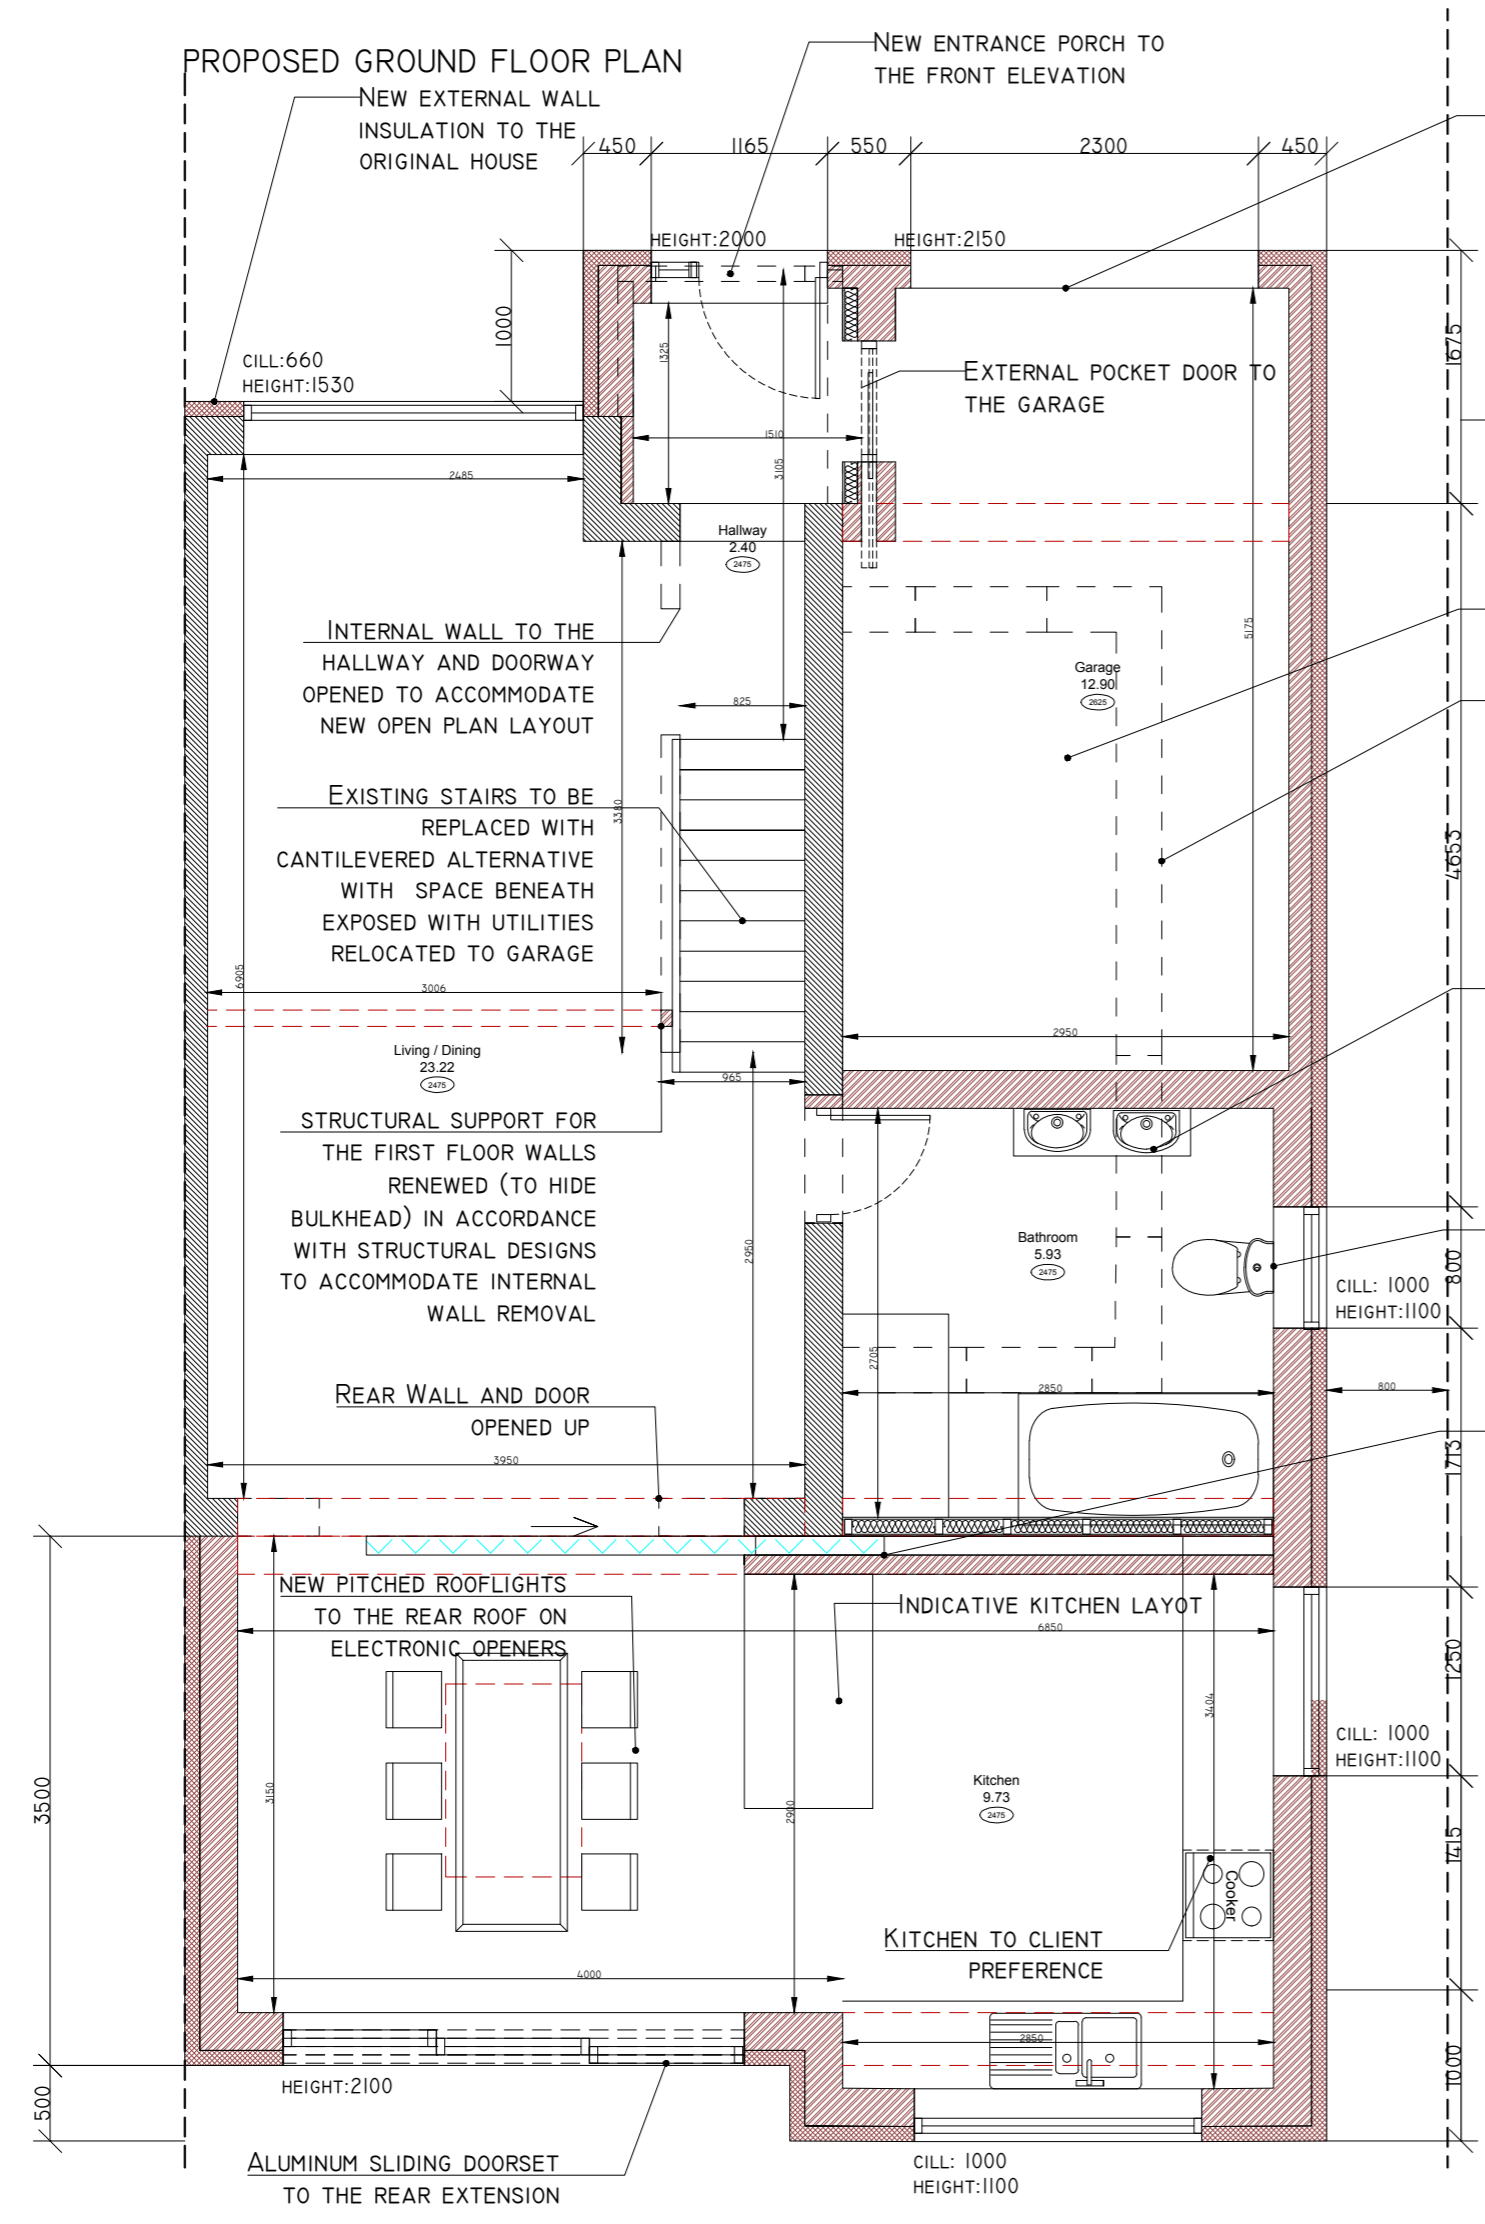 PROPOSED GROUND FLOOR PLAN
NEW EXTERNAL WALL
INSULATION TO THE
ORIGINAL HOUSE
NEW ENTRANCE PORCH TO
THE FRONT ELEVATION
450
1165
550
2300
450
HEIGHT:2000
HEIGHT:2150
1000
1675
CILL:660
HEIGHT:1530
1325
EXTERNAL POCKET DOOR TO
THE GARAGE
1510
3105
2485
Hallway
2.40
2475
INTERNAL WALL TO THE
HALLWAY AND DOORWAY
OPENED TO ACCOMMODATE
NEW OPEN PLAN LAYOUT
5175
Garage
12.90
2625
825
EXISTING STAIRS TO BE
REPLACED WITH
CANTILEVERED ALTERNATIVE
WITH SPACE BENEATH
EXPOSED WITH UTILITIES
RELOCATED TO GARAGE
3380
4653
6905
3006
2950
Living / Dining
23.22
2475
965
STRUCTURAL SUPPORT FOR
THE FIRST FLOOR WALLS
RENEWED (TO HIDE
BULKHEAD) IN ACCORDANCE
WITH STRUCTURAL DESIGNS
TO ACCOMMODATE INTERNAL
WALL REMOVAL
2950
Bathroom
5.93
2475
800
CILL: 1000
HEIGHT:1100
2705
2850
800
REAR WALL AND DOOR
OPENED UP
3950
1713
NEW PITCHED ROOFLIGHTS
TO THE REAR ROOF ON
ELECTRONIC OPENERS
INDICATIVE KITCHEN LAYOT
6850
1250
3404
CILL: 1000
HEIGHT:1100
3500
3150
2900
Kitchen
9.73
2475
1415
Cooker
KITCHEN TO CLIENT
PREFERENCE
4000
2850
1000
500
HEIGHT:2100
ALUMINUM SLIDING DOORSET
TO THE REAR EXTENSION
CILL: 1000
HEIGHT:1100